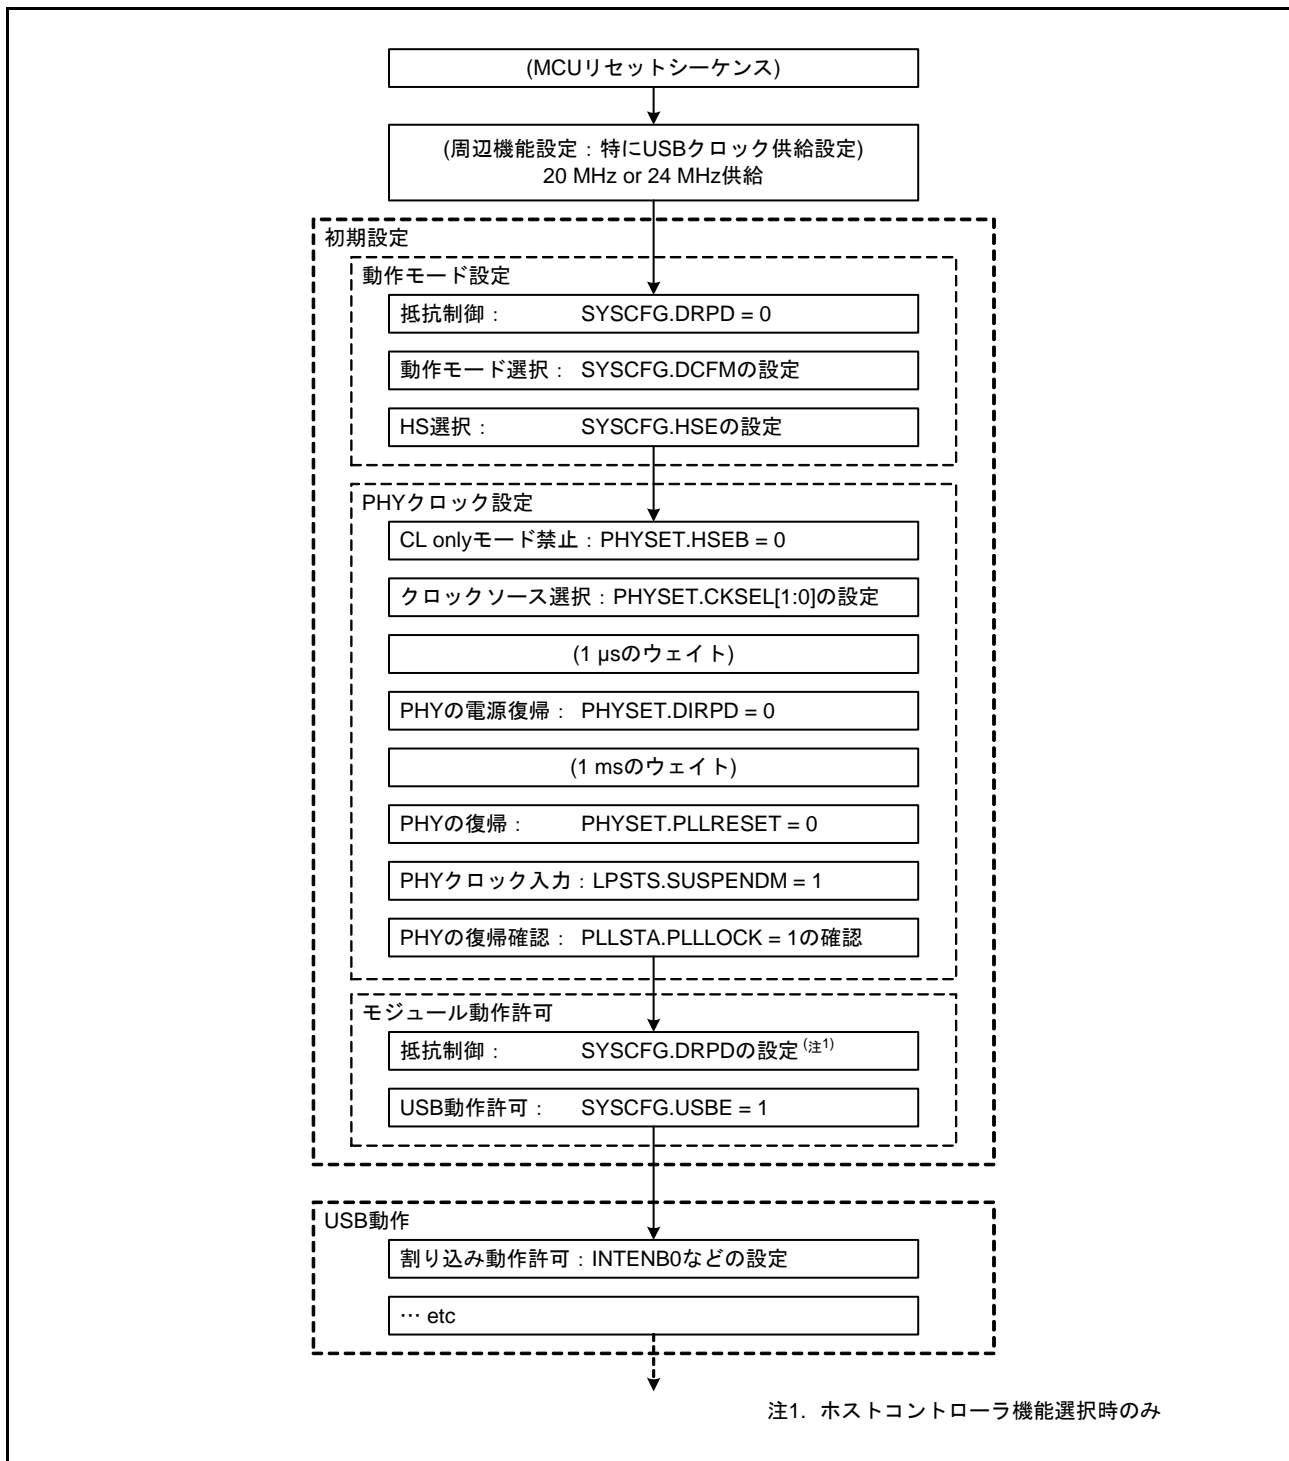 (MCUリセットシーケンス)
(周辺機能設定：特にUSBクロック供給設定)
20 MHz or 24 MHz供給
初期設定
動作モード設定
抵抗制御： SYSCFG.DRPD = 0
動作モード選択： SYSCFG.DCFMの設定
HS選択： SYSCFG.HSEの設定
PHYクロック設定
CL onlyモード禁止：PHYSET.HSEB = 0
クロックソース選択：PHYSET.CKSEL[1:0]の設定
(1 μsのウェイト)
PHYの電源復帰： PHYSET.DIRPD = 0
(1 msのウェイト)
PHYの復帰： PHYSET.PLLRESET = 0
PHYクロック入力：LPSTS.SUSPENDM = 1
PHYの復帰確認： PLLSTA.PLLLOCK = 1の確認
モジュール動作許可
抵抗制御： SYSCFG.DRPDの設定 (注1)
USB動作許可： SYSCFG.USBE = 1
USB動作
割り込み動作許可：INTENB0などの設定
… etc
注1. ホストコントローラ機能選択時のみ